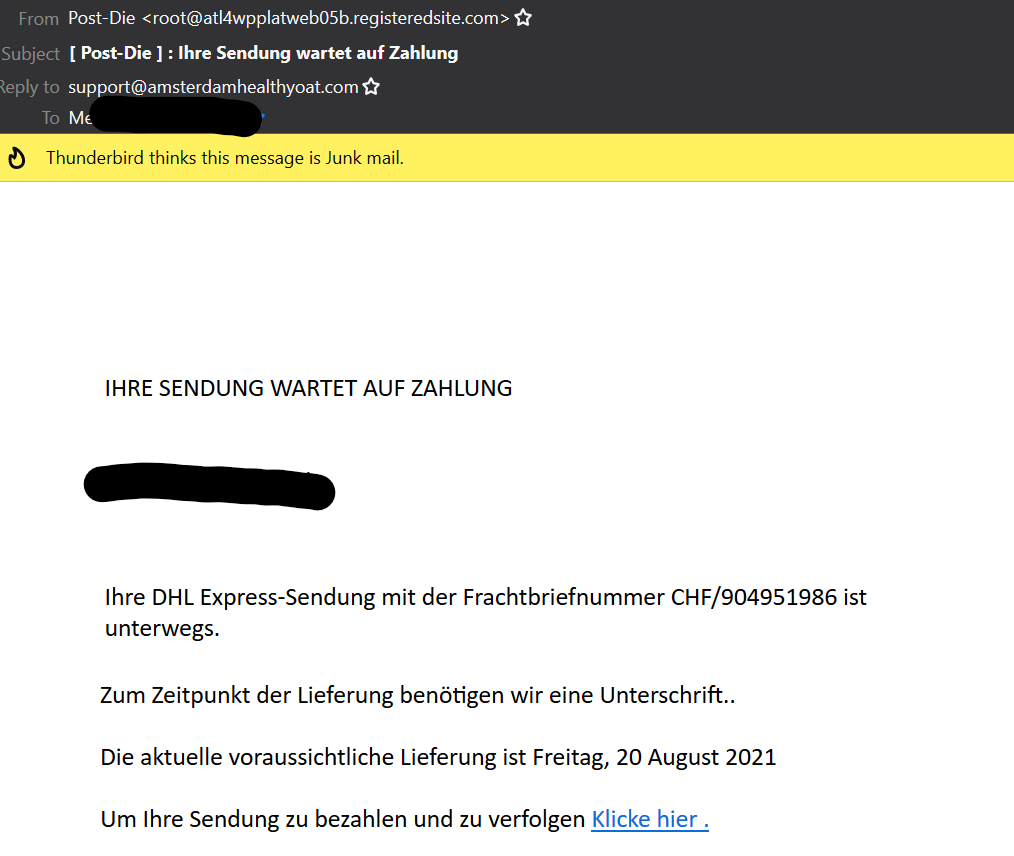 From Post-Die <root@atl4wpplatweb05b.registeredsite.com>
Subject [ Post-Die ] : Ihre Sendung wartet auf Zahlung
Reply to support@amsterdamhealthyoat.com
To Me
Thunderbird thinks this message is Junk mail.
IHRE SENDUNG WARTET AUF ZAHLUNG
Ihre DHL Express-Sendung mit der Frachtbriefnummer CHF/904951986 ist
unterwegs.
Zum Zeitpunkt der Lieferung benötigen wir eine Unterschrift..
Die aktuelle voraussichtliche Lieferung ist Freitag, 20 August 2021
Um Ihre Sendung zu bezahlen und zu verfolgen Klicke hier .